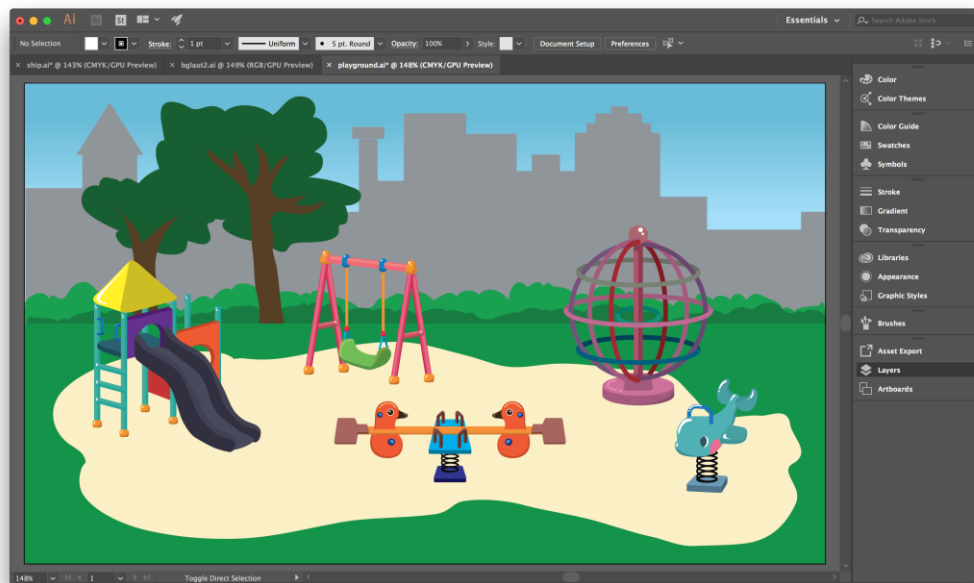 Ai Br St Essentials Search Adobe Stock
No Selection Stroke: 1 pt Uniform 5 pt. Round Opacity: 100% Style: Document Setup Preferences
× ship.ai* @ 143% (CMYK/GPU Preview) × bglaut2.ai @ 149% (RGB/GPU Preview) × playground.ai* @ 148% (CMYK/GPU Preview)
Color
Color Themes
Color Guide
Swatches
Symbols
Stroke
Gradient
Transparency
Libraries
Appearance
Graphic Styles
Brushes
Asset Export
Layers
Artboards
148% 1 Toggle Direct Selection